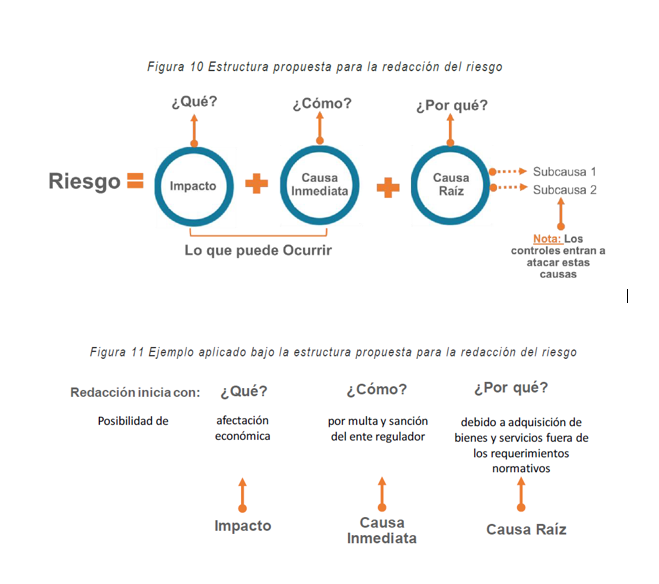 Figura 10 Estructura propuesta para la redacción del riesgo
¿Qué?
¿Cómo?
¿Por qué?
Riesgo
Impacto
Causa
Inmediata
Causa
Raíz
Subcausa 1
Subcausa 2
Lo que puede Ocurrir
Nota: Los
controles entran a
atacar estas
causas
Figura 11 Ejemplo aplicado bajo la estructura propuesta para la redacción del riesgo
Redacción inicia con:
¿Qué?
¿Cómo?
¿Por qué?
Posibilidad de
afectación
económica
por multa y sanción
del ente regulador
debido a adquisición de
bienes y servicios fuera de
los requerimientos
normativos
Impacto
Causa
Inmediata
Causa Raíz